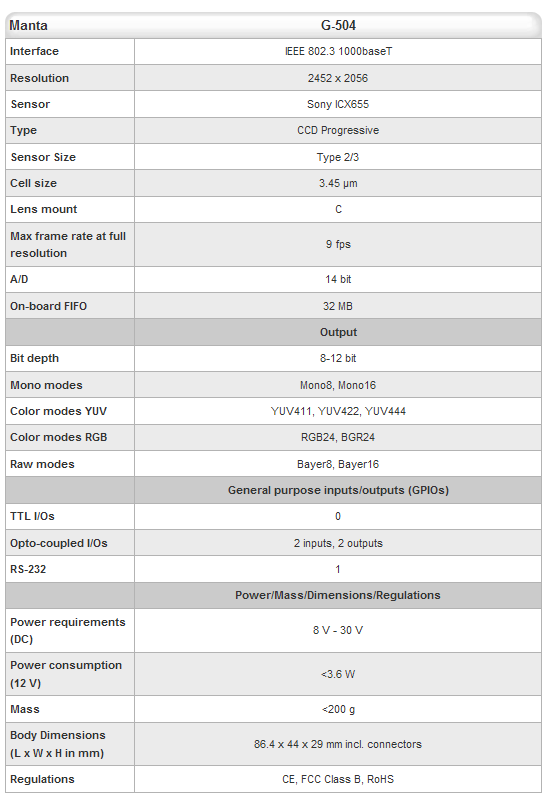 Manta G-504
Interface IEEE 802.3 1000baseT
Resolution 2452 x 2056
Sensor Sony ICX655
Type CCD Progressive
Sensor Size Type 2/3
Cell size 3.45 µm
Lens mount C
Max frame rate at full
resolution 9 fps
A/D 14 bit
On-board FIFO 32 MB
Output
Bit depth 8-12 bit
Mono modes Mono8, Mono16
Color modes YUV YUV411, YUV422, YUV444
Color modes RGB RGB24, BGR24
Raw modes Bayer8, Bayer16
General purpose inputs/outputs (GPIOs)
TTL I/Os 0
Opto-coupled I/Os 2 inputs, 2 outputs
RS-232 1
Power/Mass/Dimensions/Regulations
Power requirements
(DC) 8 V - 30 V
Power consumption
(12 V) <3.6 W
Mass <200 g
Body Dimensions
(L x W x H in mm) 86.4 x 44 x 29 mm incl. connectors
Regulations CE, FCC Class B, RoHS